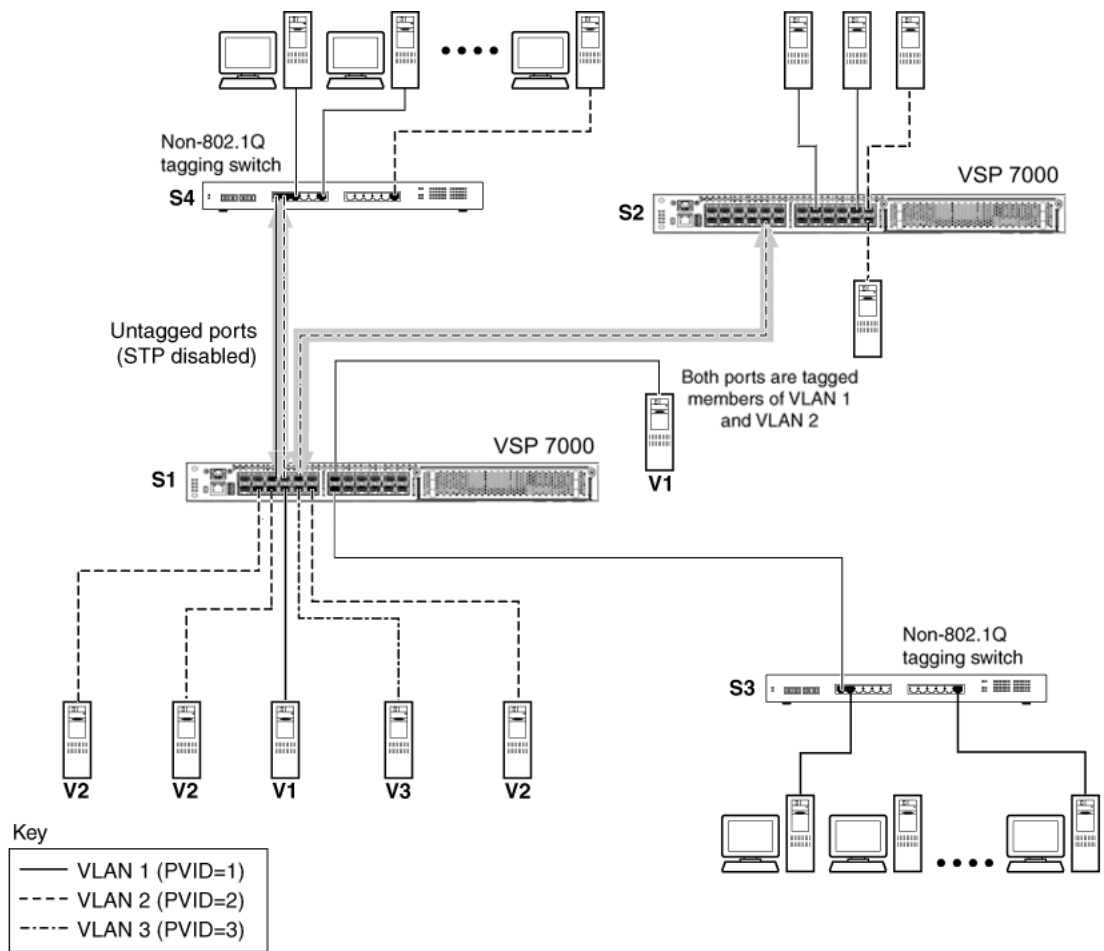 Non-802.1Q
tagging switch
S4
VSP 7000
S2
Untagged ports
(STP disabled)
Both ports are tagged
members of VLAN 1
and VLAN 2
VSP 7000
S1
V1
Non-802.1Q
tagging switch
S3
V2
V2
V1
V3
V2
Key
VLAN 1 (PVID=1)
VLAN 2 (PVID=2)
VLAN 3 (PVID=3)